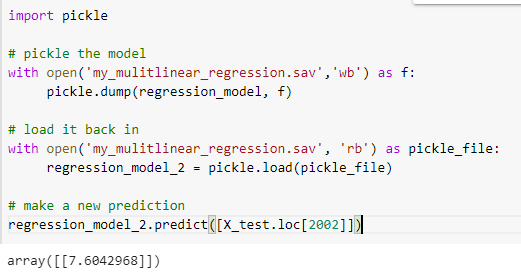 import pickle
# pickle the model
with open('my_mulitlinear_regression.sav','wb') as f:
pickle.dump(regression_model, f)
# load it back in
with open('my_mulitlinear_regression.sav', 'rb') as pickle_file:
regression_model_2 = pickle.load(pickle_file)
# make a new prediction
regression_model_2.predict([X_test.loc[2002]])
array([[7.6042968]])